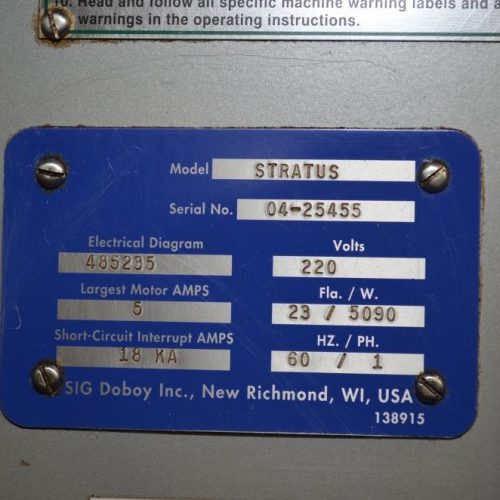 10. Read and follow all specific machine warning labels and
warnings in the operating instructions.
Model STRATUS
Serial No. 04-25455
Electrical Diagram Volts
485235 220
Largest Motor AMPS Fla. / W.
5 23 / 5090
Short-Circuit Interrupt AMPS HZ. / PH.
18 KA 60 / 1
SIG Doboy Inc., New Richmond, WI, USA
138915